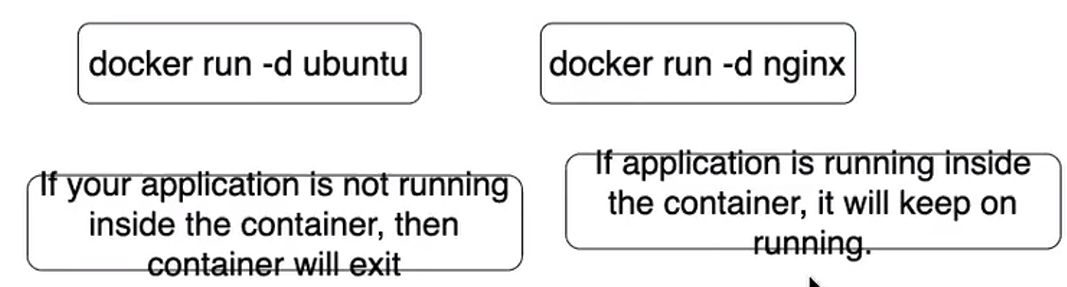 docker run -d ubuntu
docker run -d nginx
If your application is not running
inside the container, then
container will exit
If application is running inside
the container, it will keep on
running.